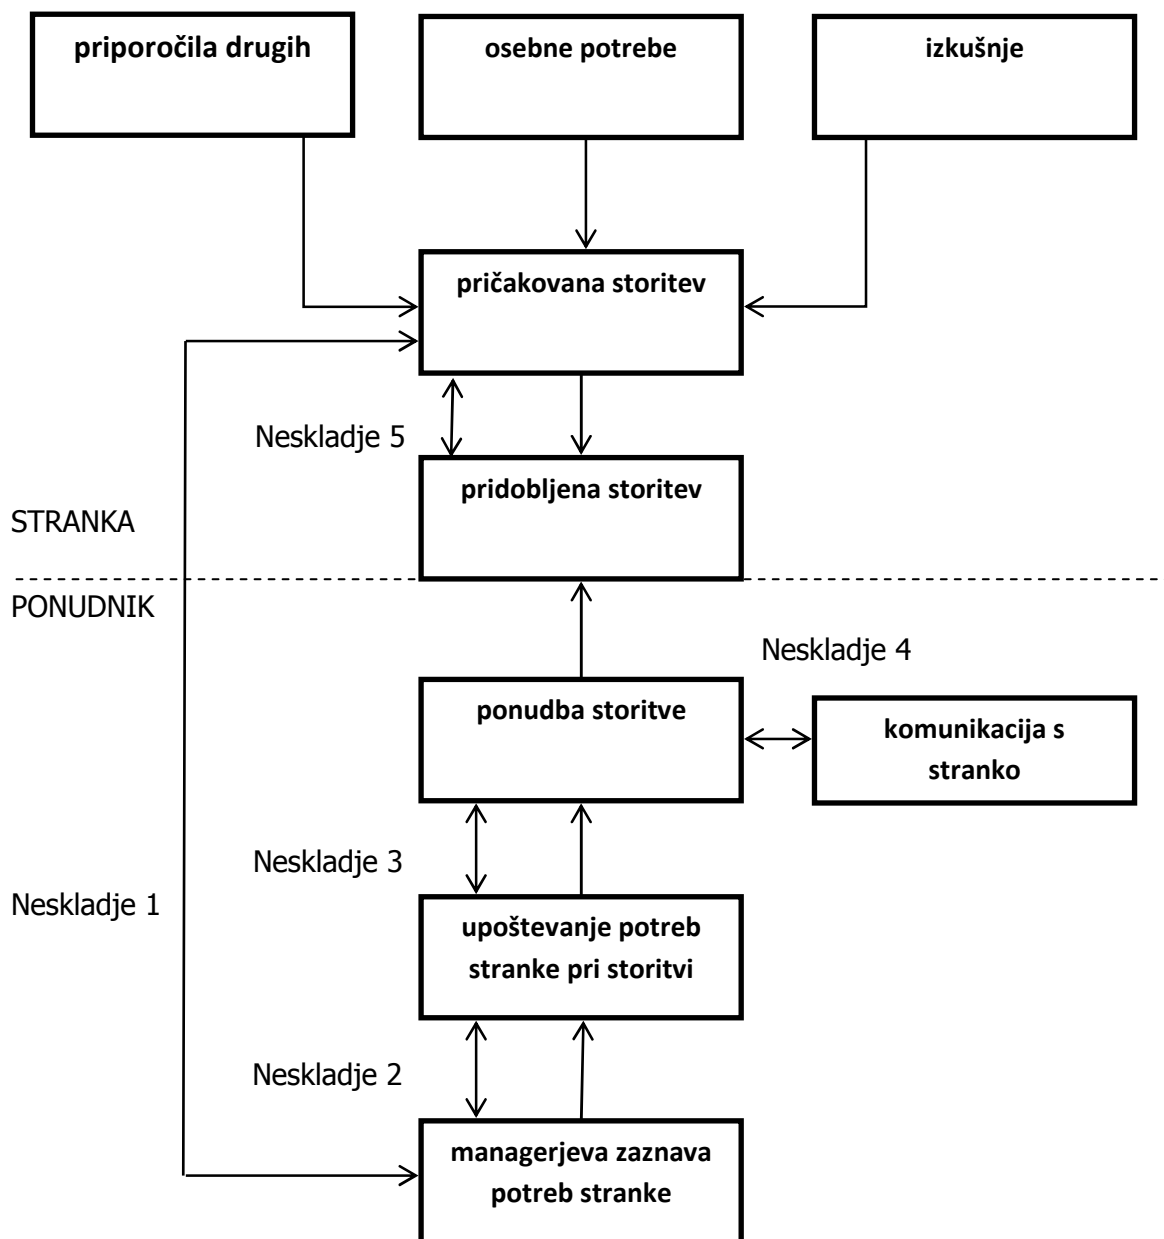 priporočila drugih
osebne potrebe
izkušnje
pričakovana storitev
Neskladje 5
pridobljena storitev
STRANKA
PONUDNIK
Neskladje 4
ponudba storitve
komunikacija s
stranko
Neskladje 3
Neskladje 1
upoštevanje potreb
stranke pri storitvi
Neskladje 2
managerjeva zaznava
potreb stranke